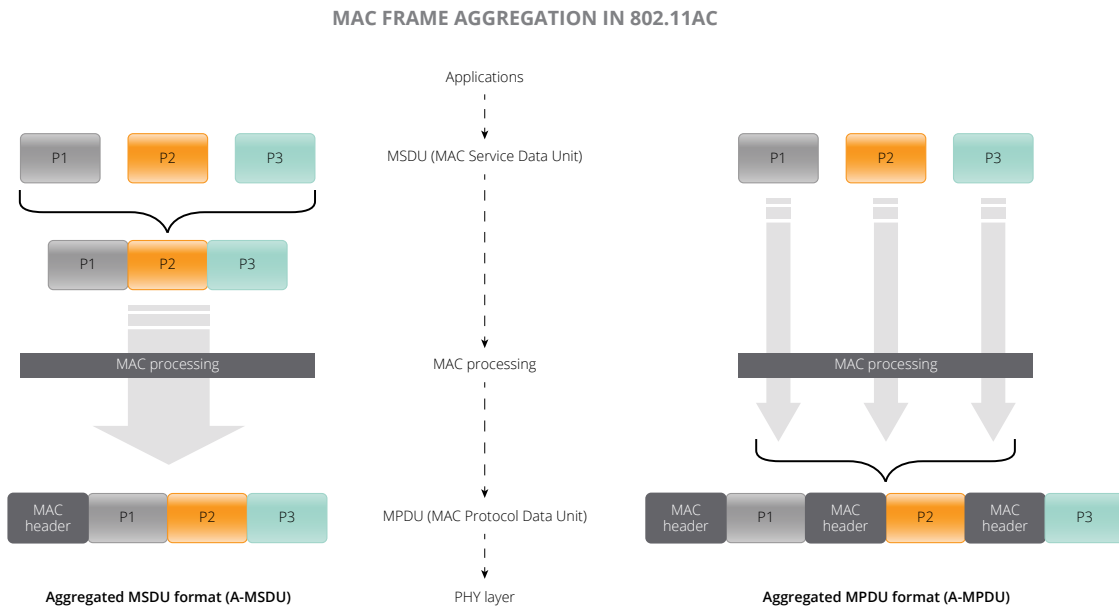 MAC FRAME AGGREGATION IN 802.11AC
Applications
P1 P2 P3
MSDU (MAC Service Data Unit)
P1 P2 P3
P1 P2 P3
MAC processing
MAC processing
MAC processing
MAC header P1 P2 P3
MPDU (MAC Protocol Data Unit)
MAC header P1 MAC header P2 MAC header P3
Aggregated MSDU format (A-MSDU)
PHY layer
Aggregated MPDU format (A-MPDU)